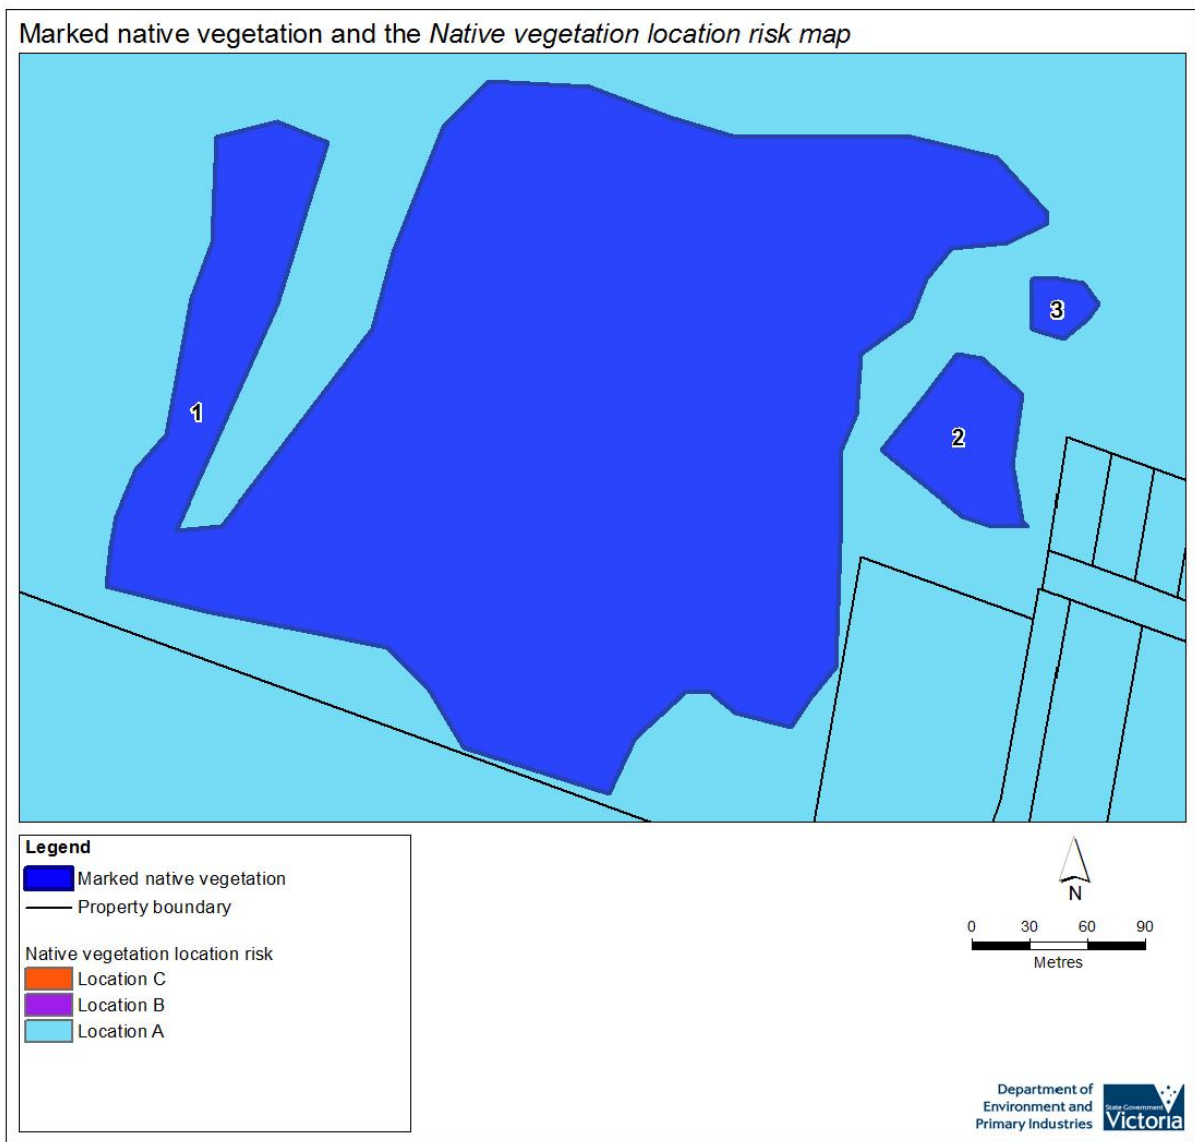 Marked native vegetation and the Native vegetation location risk map
1
2
3
Legend
Marked native vegetation
Property boundary
Native vegetation location risk
Location C
Location B
Location A
N
0 30 60 90
Metres
Department of
Environment and
Primary Industries
State Government
Victoria